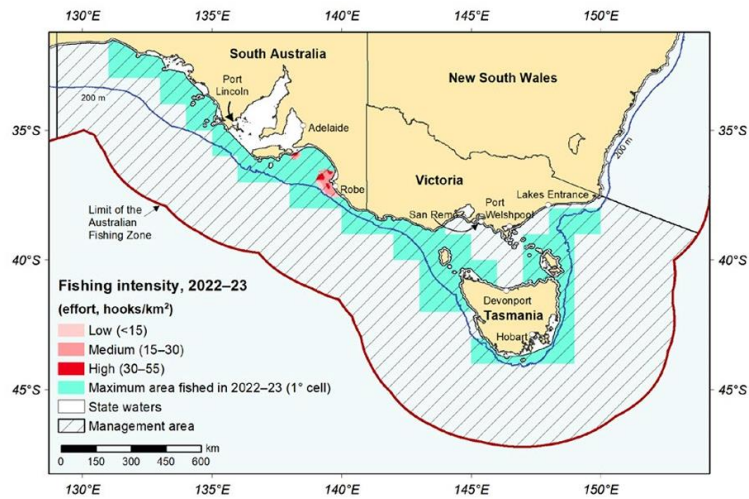 130°E 135°E 140°E 145°E 150°E
South Australia
Port
Lincoln
New South Wales
200 m
Adelaide
35°S 35°S
200 m
Victoria
Robe
Lakes Entrance
Port
San Remo Welshpool
Limit of the
Australian
Fishing Zone
40°S 40°S
Fishing intensity, 2022–23
(effort, hooks/km²)
Low (<15)
Medium (15–30)
High (30–55)
Maximum area fished in 2022–23 (1° cell)
State waters
Management area
Devonport
Tasmania
Hobart
45°S 45°S
km
0 150 300 450 600
130°E 135°E 140°E 145°E 150°E